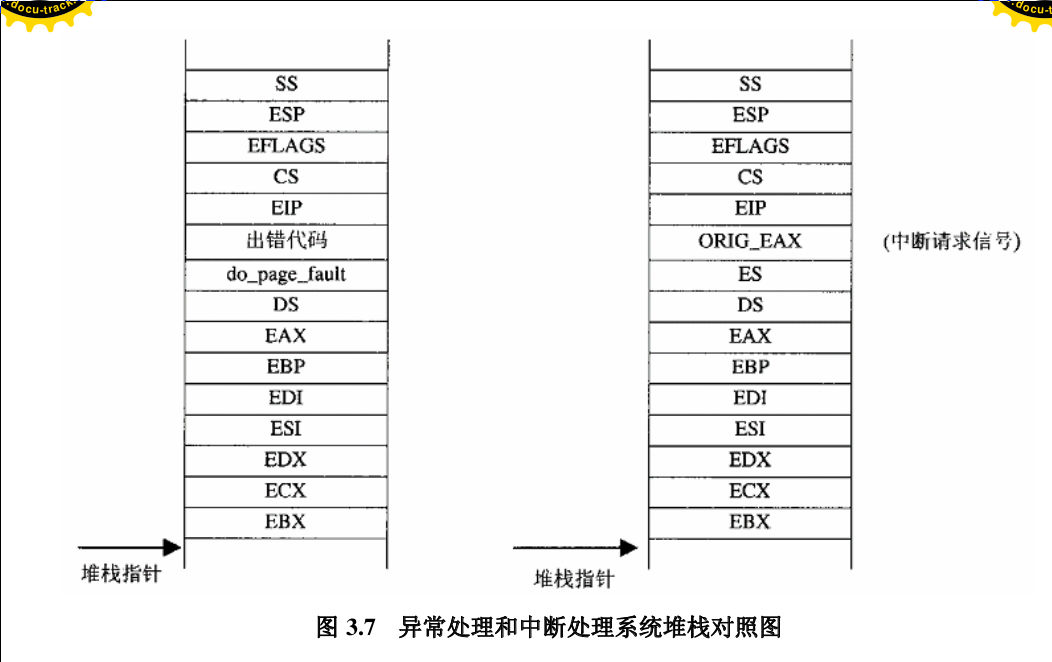 .docu-track.
.docu-t
SS
ESP
EFLAGS
CS
EIP
出错代码
do_page_fault
DS
EAX
EBP
EDI
ESI
EDX
ECX
EBX
堆栈指针
SS
ESP
EFLAGS
CS
EIP
ORIG_EAX
(中断请求信号)
ES
DS
EAX
EBP
EDI
ESI
EDX
ECX
EBX
堆栈指针
图 3.7 异常处理和中断处理系统堆栈对照图